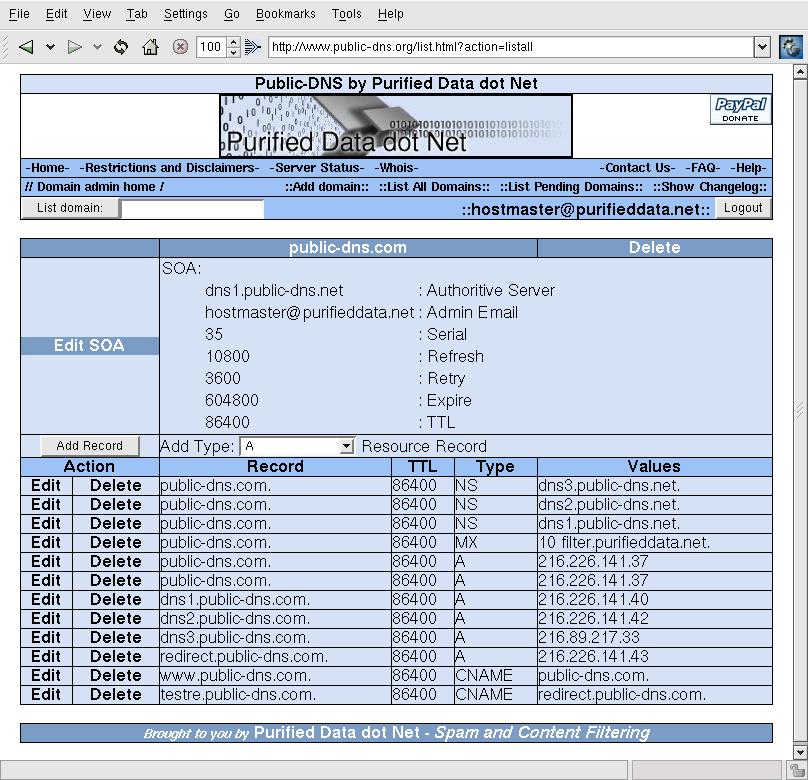 File Edit View Tab Settings Go Bookmarks Tools Help
100 http://www.public-dns.org/list.html?action=listall
Public-DNS by Purified Data dot Net
Purified Data dot Net
PayPal
DONATE
-Home- -Restrictions and Disclaimers- -Server Status- -Whois- -Contact Us- -FAQ- -Help-
// Domain admin home / ::Add domain:: ::List All Domains:: ::List Pending Domains:: ::Show Changelog::
List domain: ::hostmaster@purifieddata.net:: Logout
public-dns.com Delete
SOA:
dns1.public-dns.net : Authoritive Server
hostmaster@purifieddata.net : Admin Email
35 : Serial
Edit SOA
10800 : Refresh
3600 : Retry
604800 : Expire
86400 : TTL
Add Record Add Type: A Resource Record
Action Record TTL Type Values
Edit Delete public-dns.com. 86400 NS dns3.public-dns.net.
Edit Delete public-dns.com. 86400 NS dns2.public-dns.net.
Edit Delete public-dns.com. 86400 NS dns1.public-dns.net.
Edit Delete public-dns.com. 86400 MX 10 filter.purifieddata.net.
Edit Delete public-dns.com. 86400 A 216.226.141.37
Edit Delete public-dns.com. 86400 A 216.226.141.37
Edit Delete dns1.public-dns.com. 86400 A 216.226.141.40
Edit Delete dns2.public-dns.com. 86400 A 216.226.141.42
Edit Delete dns3.public-dns.com. 86400 A 216.89.217.33
Edit Delete redirect.public-dns.com. 86400 A 216.226.141.43
Edit Delete www.public-dns.com. 86400 CNAME public-dns.com.
Edit Delete testre.public-dns.com. 86400 CNAME redirect.public-dns.com.
Brought to you by Purified Data dot Net - Spam and Content Filtering